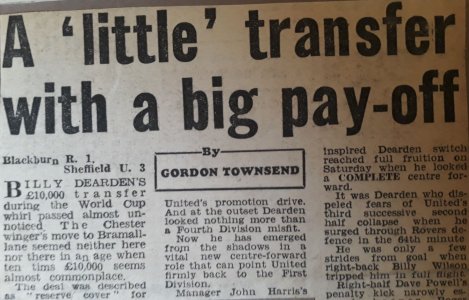 A 'little' transfer
with a big pay-off
Blackburn R. 1,
Sheffield U. 3
BILLY DEARDEN'S
£10,000 transfer
during the World Cup
whirl passed almost un-
noticed. The Chester
winger's move to Bramall
Lane seemed neither here
nor there in an age when
ten tims £10,000 seems
almost commonplace.
The deal was described
as "reserve cover" for
By
GORDON TOWNSEND
United's promotion drive.
And at the outset Dearden
looked nothing more than
a Fourth Division misfit.
Now he has emerged
from the shadows in a
vital new centre-forward
role that can point United
firmly back to the First
Division.
Manager John Harris's
inspired Dearden switch
reached full fruition on
Saturday when he looked
a COMPLETE centre for-
ward.
It was Dearden who dis-
peled fears of United's
third successive second
half collapse when he
surged through Rovers de-
fence in the 64th minute
He was only a few
strides from goal when
right-back Billy Wilson
tripped him in full flight.
Right-half Dave Powell's
penalty kick narowly es-